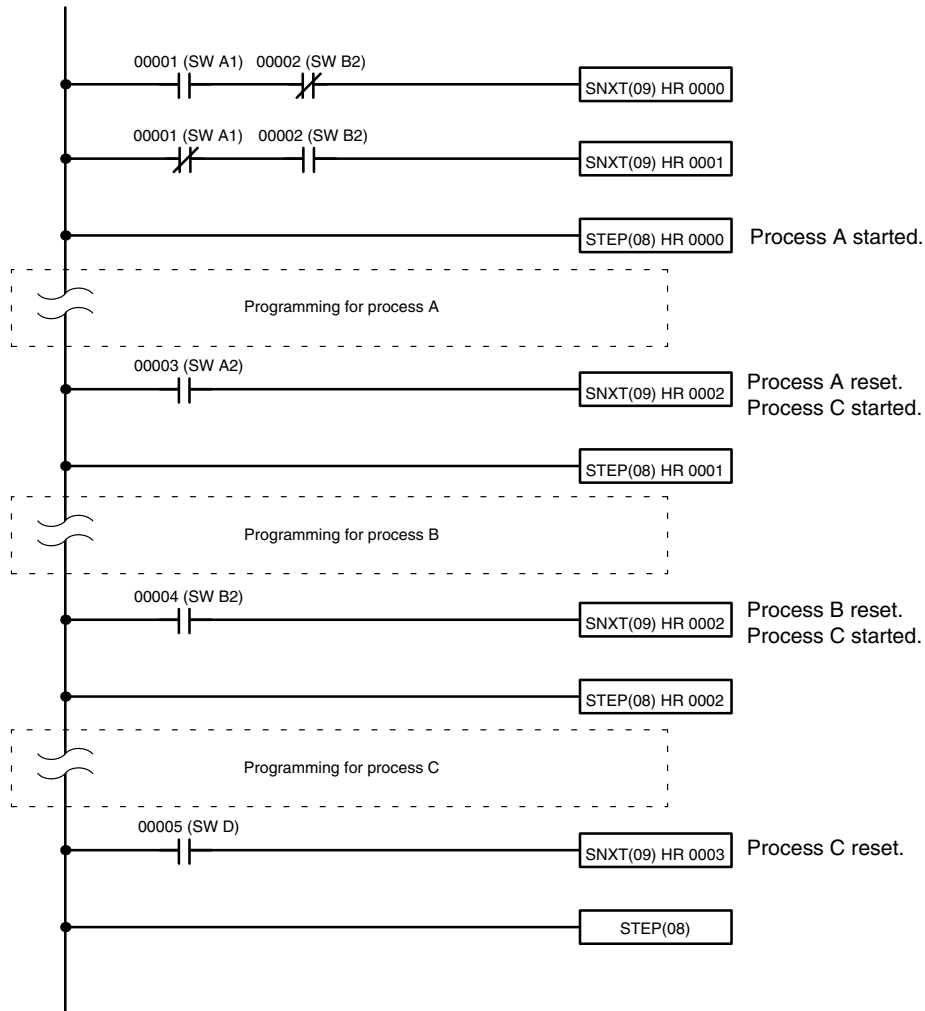 00001 (SW A1) 00002 (SW B2)
SNXT(09) HR 0000
00001 (SW A1) 00002 (SW B2)
SNXT(09) HR 0001
STEP(08) HR 0000 Process A started.
Programming for process A
00003 (SW A2)
SNXT(09) HR 0002 Process A reset.
Process C started.
STEP(08) HR 0001
Programming for process B
00004 (SW B2)
SNXT(09) HR 0002 Process B reset.
Process C started.
STEP(08) HR 0002
Programming for process C
00005 (SW D)
SNXT(09) HR 0003 Process C reset.
STEP(08)